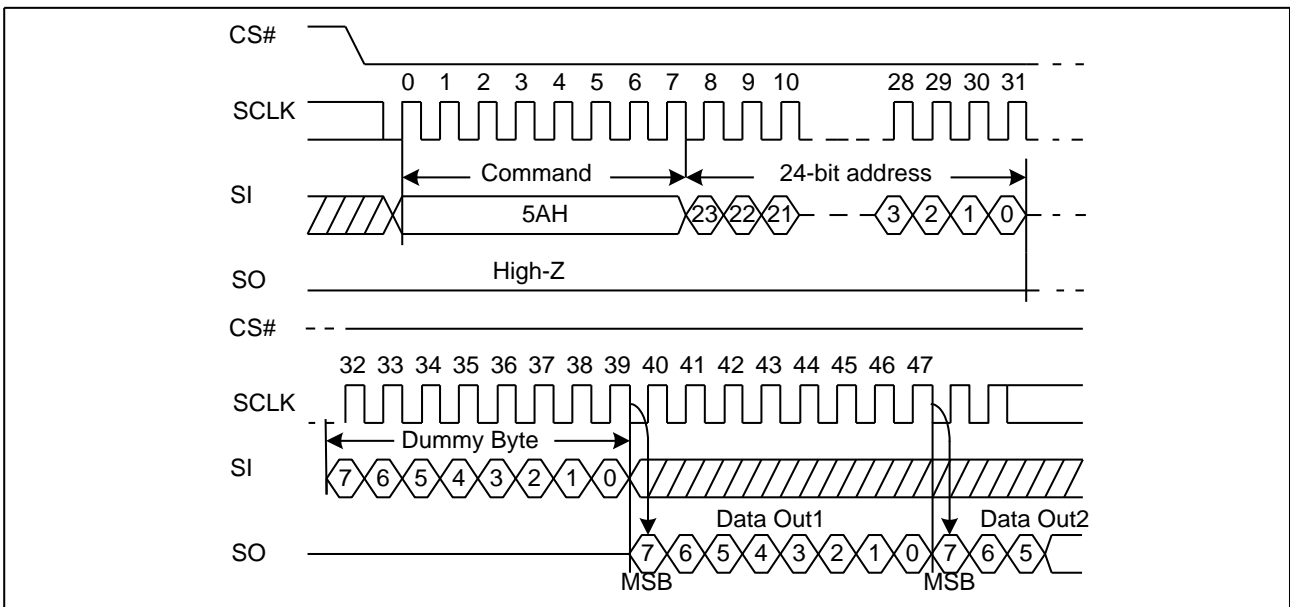 CS#
0 1 2 3 4 5 6 7 8 9 10 28 29 30 31
SCLK
Command 24-bit address
SI
5AH 23 22 21 3 2 1 0
High-Z
SO
CS#
32 33 34 35 36 37 38 39 40 41 42 43 44 45 46 47
SCLK
Dummy Byte
SI 7 6 5 4 3 2 1 0
Data Out1 Data Out2
SO 7 6 5 4 3 2 1 0 7 6 5
MSB MSB